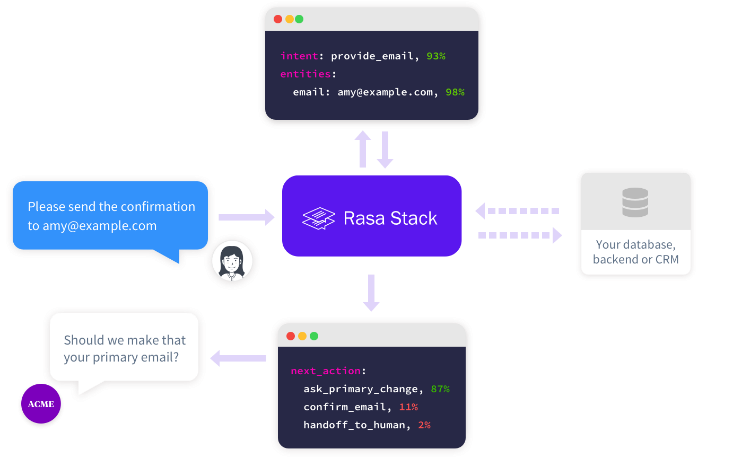 intent: provide_email, 93%
entities:
email: amy@example.com, 98%
Please send the confirmation
to amy@example.com
Rasa Stack
Your database,
backend or CRM
Should we make that
your primary email?
ACME
next_action:
ask_primary_change, 87%
confirm_email, 11%
handoff_to_human, 2%